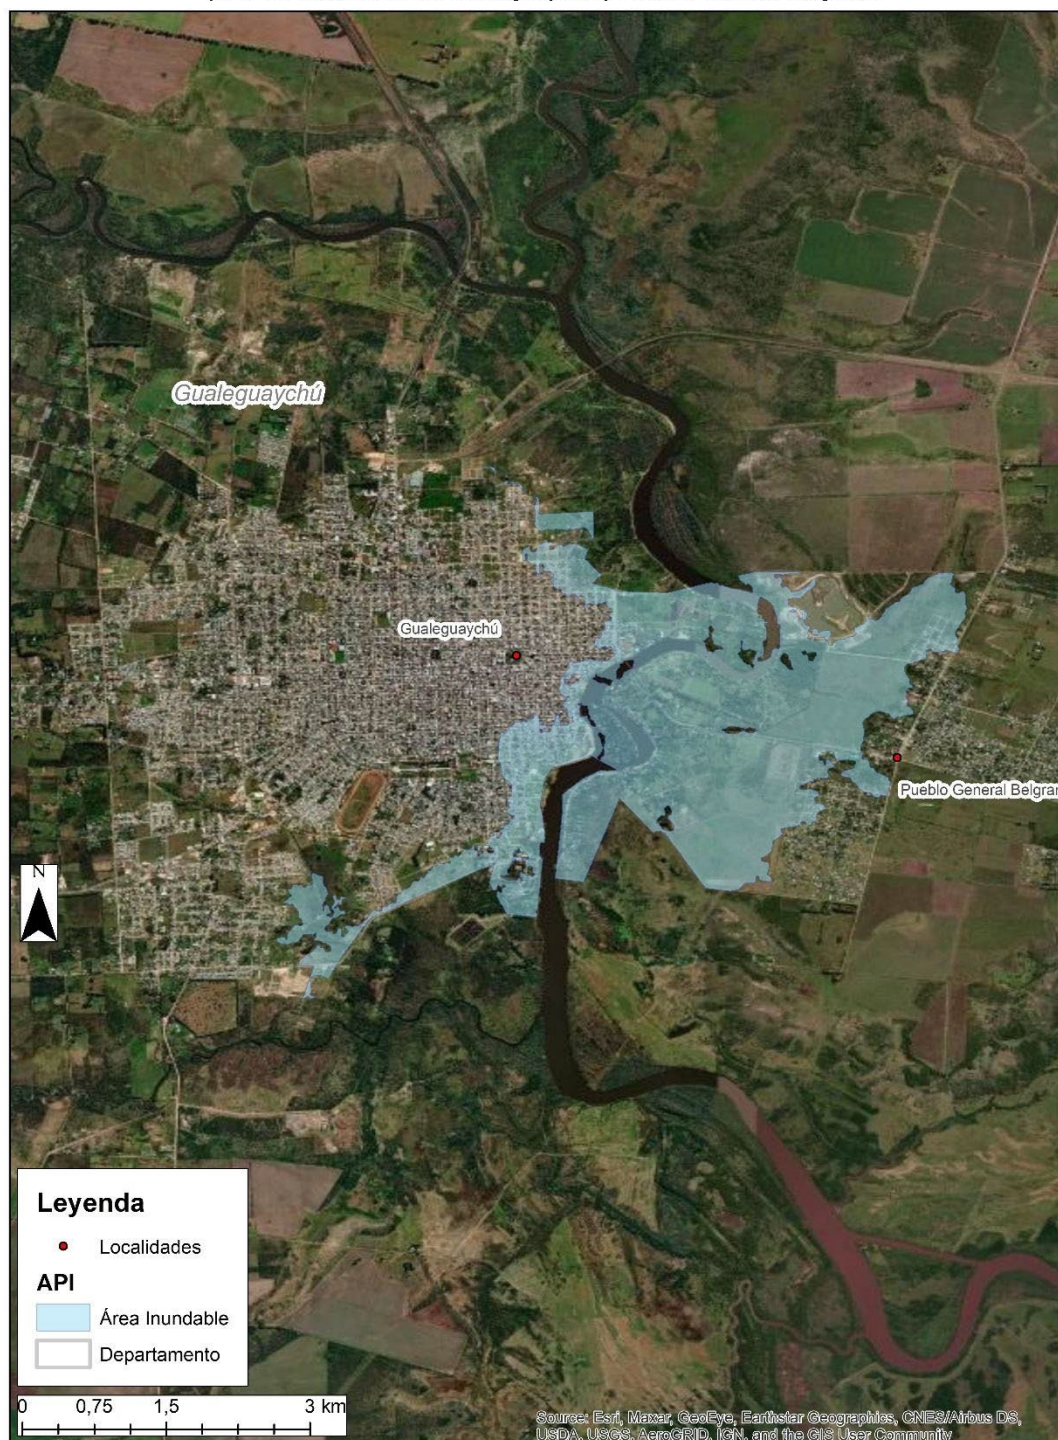 Gualeguaychú
Gualeguaychú
Pueblo General Belgran
N
Leyenda
Localidades
API
Área Inundable
Departamento
0 0,75 1,5 3 km
Source: Esri, Maxar, GeoEye, Earthstar Geographics, CNES/Airbus DS,
USDA, USGS, AeroGRID, IGN, and the GIS User Community